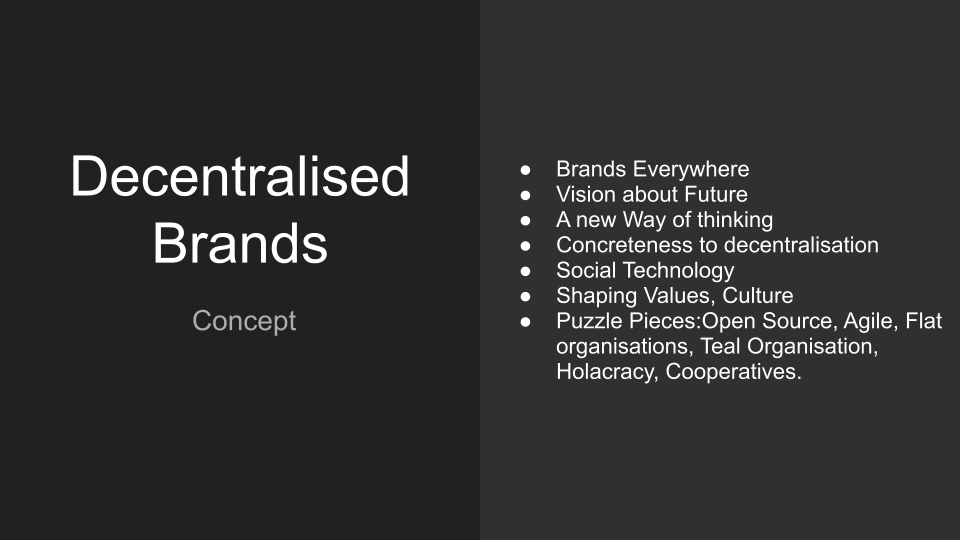 Decentralised
Brands
Concept
● Brands Everywhere
● Vision about Future
● A new Way of thinking
● Concreteness to decentralisation
● Social Technology
● Shaping Values, Culture
● Puzzle Pieces:Open Source, Agile, Flat
organisations, Teal Organisation,
Holacracy, Cooperatives.